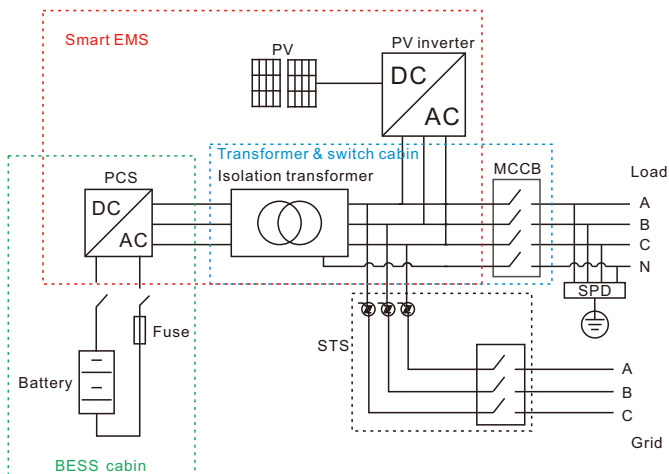 Smart EMS
PV
PV inverter
DC
AC
Transformer & switch cabin
Isolation transformer
MCCB
Load
PCS
DC
AC
A
B
C
N
SPD
Fuse
STS
Battery
A
B
C
Grid
BESS cabin